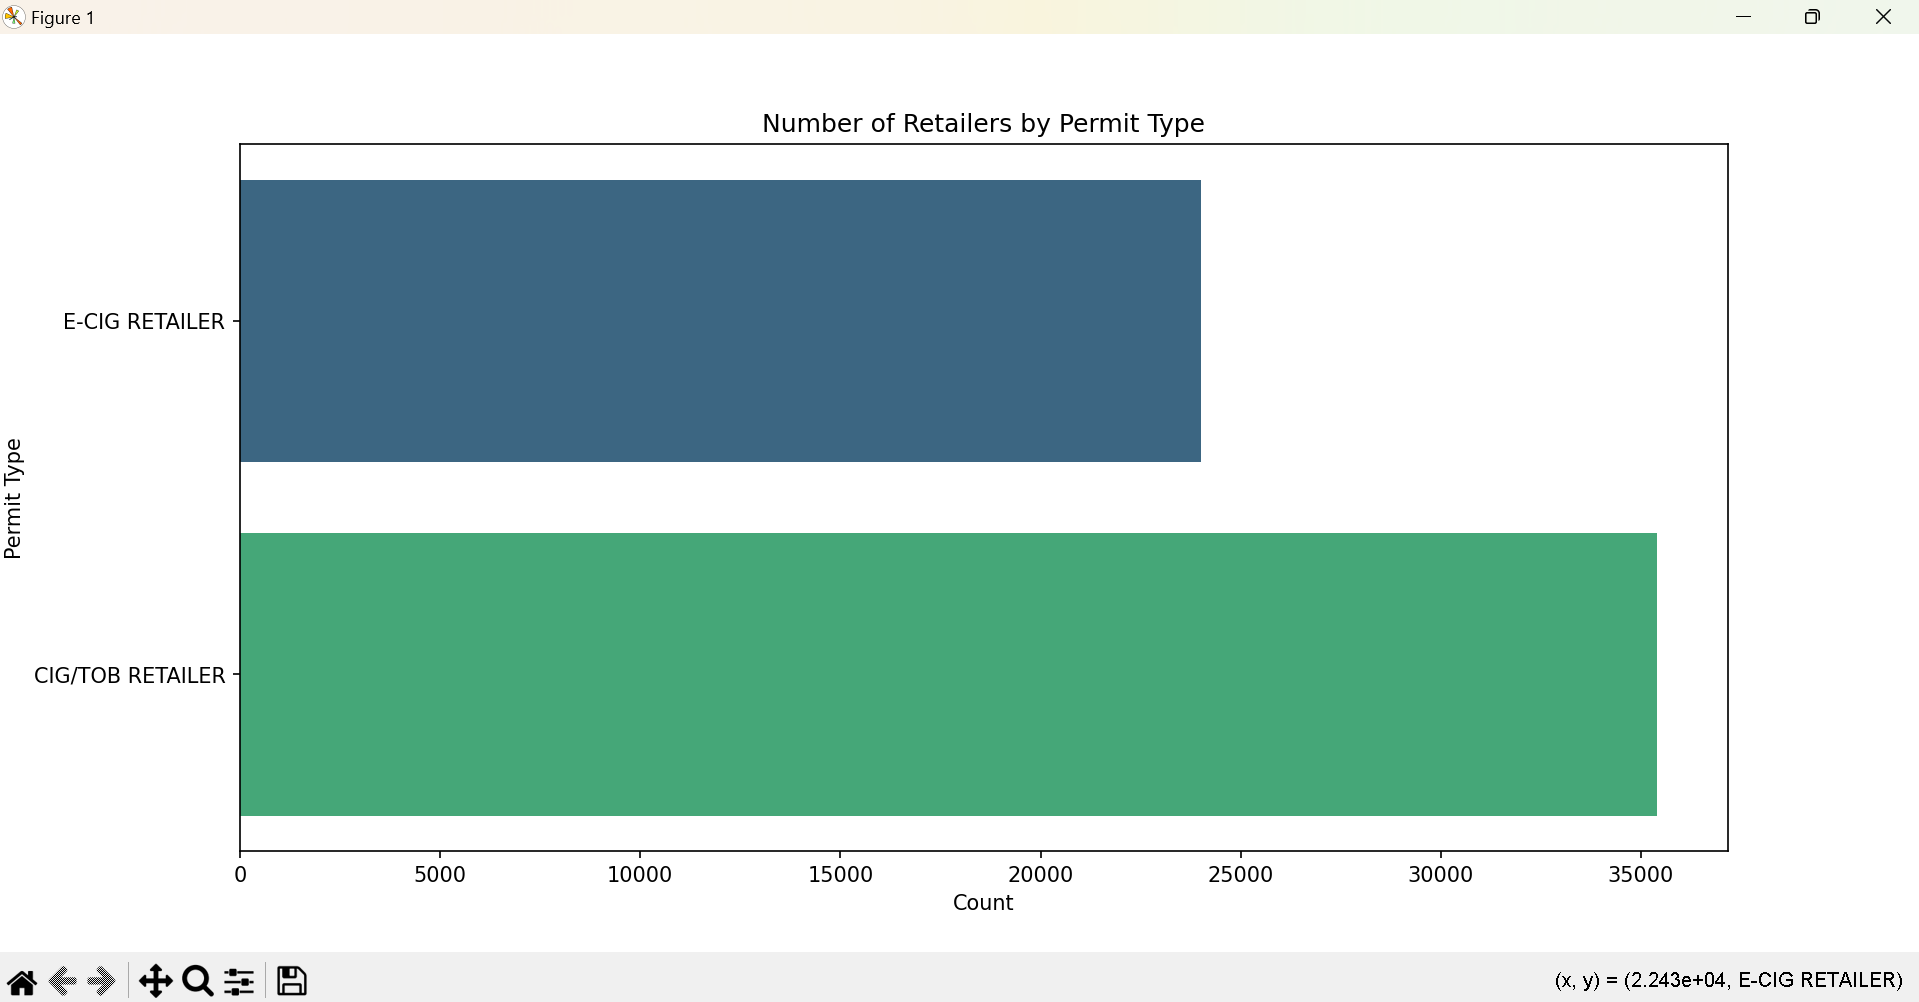 Figure 1
Number of Retailers by Permit Type
E-CIG RETAILER
Permit Type
CIG/TOB RETAILER
0 5000 10000 15000 20000 25000 30000 35000
Count
(x, y) = (2.243e+04, E-CIG RETAILER)